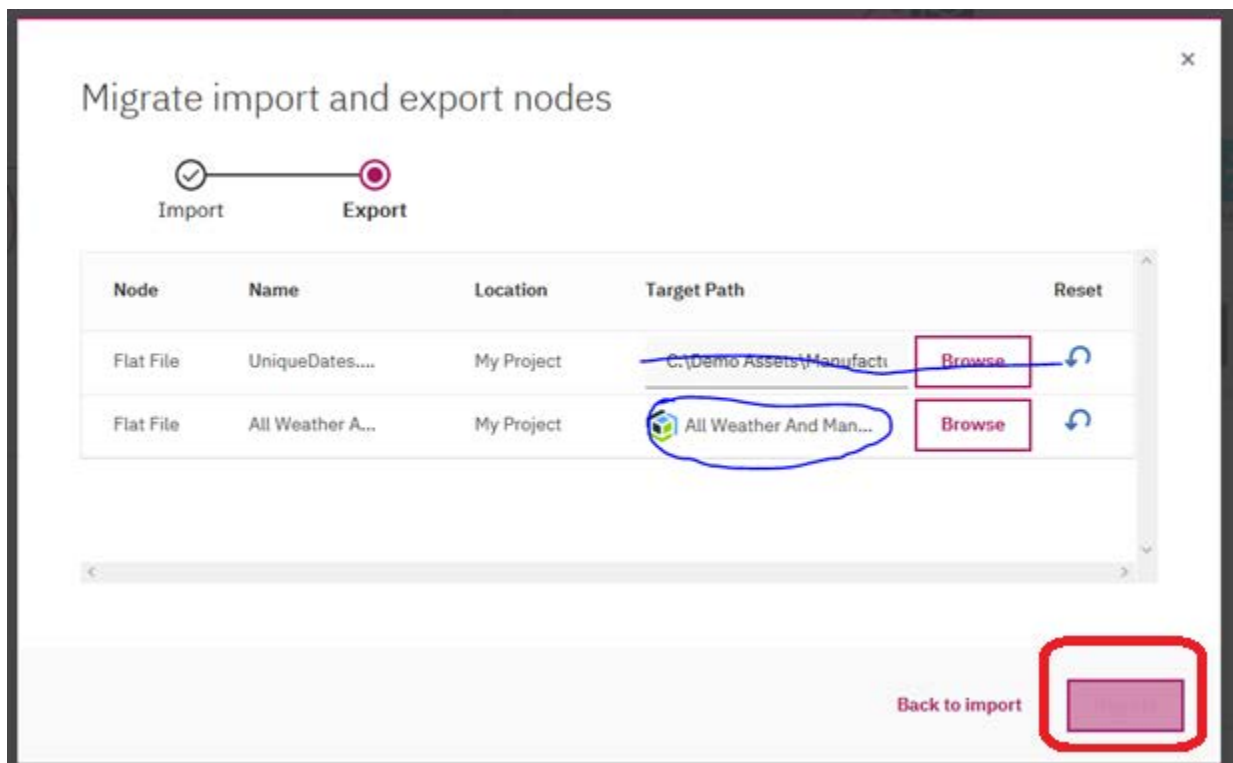 ×
Migrate import and export nodes
Import Export
Node Name Location Target Path Reset
Flat File UniqueDates.... My Project C:\Demo Assets\Manufactu Browse
Flat File All Weather A... My Project All Weather And Man... Browse
Back to import